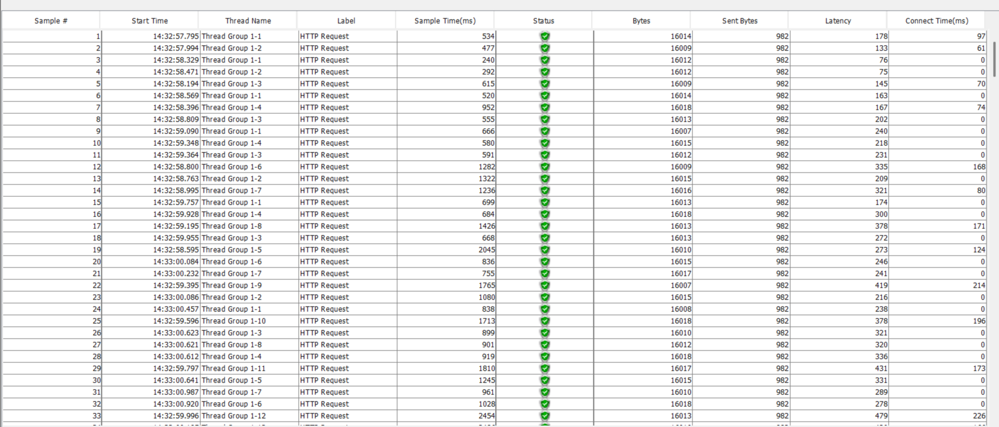 Sample # Start Time Thread Name Label Sample Time(ms) Status Bytes Sent Bytes Latency Connect Time(ms)
1 14:32:57.795 Thread Group 1-1 HTTP Request 534 16014 982 178 97
2 14:32:57.994 Thread Group 1-2 HTTP Request 477 16009 982 133 61
3 14:32:58.329 Thread Group 1-1 HTTP Request 240 16012 982 76 0
4 14:32:58.471 Thread Group 1-2 HTTP Request 292 16012 982 75 0
5 14:32:58.194 Thread Group 1-3 HTTP Request 615 16009 982 145 70
6 14:32:58.569 Thread Group 1-1 HTTP Request 520 16014 982 163 0
7 14:32:58.396 Thread Group 1-4 HTTP Request 952 16018 982 167 74
8 14:32:58.809 Thread Group 1-3 HTTP Request 555 16013 982 202 0
9 14:32:59.090 Thread Group 1-1 HTTP Request 666 16007 982 240 0
10 14:32:59.348 Thread Group 1-4 HTTP Request 580 16015 982 218 0
11 14:32:59.364 Thread Group 1-3 HTTP Request 591 16012 982 231 0
12 14:32:58.800 Thread Group 1-6 HTTP Request 1282 16009 982 335 168
13 14:32:58.763 Thread Group 1-2 HTTP Request 1322 16015 982 209 0
14 14:32:58.995 Thread Group 1-7 HTTP Request 1236 16016 982 321 80
15 14:32:59.757 Thread Group 1-1 HTTP Request 699 16013 982 174 0
16 14:32:59.928 Thread Group 1-4 HTTP Request 684 16018 982 300 0
17 14:32:59.195 Thread Group 1-8 HTTP Request 1426 16013 982 378 171
18 14:32:59.955 Thread Group 1-3 HTTP Request 668 16013 982 272 0
19 14:32:58.595 Thread Group 1-5 HTTP Request 2045 16010 982 273 124
20 14:33:00.084 Thread Group 1-6 HTTP Request 836 16015 982 246 0
21 14:33:00.232 Thread Group 1-7 HTTP Request 755 16017 982 241 0
22 14:32:59.395 Thread Group 1-9 HTTP Request 1765 16007 982 419 214
23 14:33:00.086 Thread Group 1-2 HTTP Request 1080 16015 982 216 0
24 14:33:00.457 Thread Group 1-1 HTTP Request 838 16008 982 238 0
25 14:32:59.596 Thread Group 1-10 HTTP Request 1713 16018 982 378 196
26 14:33:00.623 Thread Group 1-3 HTTP Request 899 16010 982 321 0
27 14:33:00.621 Thread Group 1-8 HTTP Request 901 16012 982 320 0
28 14:33:00.612 Thread Group 1-4 HTTP Request 919 16018 982 336 0
29 14:32:59.797 Thread Group 1-11 HTTP Request 1810 16017 982 431 173
30 14:33:00.641 Thread Group 1-5 HTTP Request 1245 16015 982 331 0
31 14:33:00.987 Thread Group 1-7 HTTP Request 961 16010 982 289 0
32 14:33:00.920 Thread Group 1-6 HTTP Request 1028 16018 982 278 0
33 14:32:59.996 Thread Group 1-12 HTTP Request 2454 16013 982 479 226